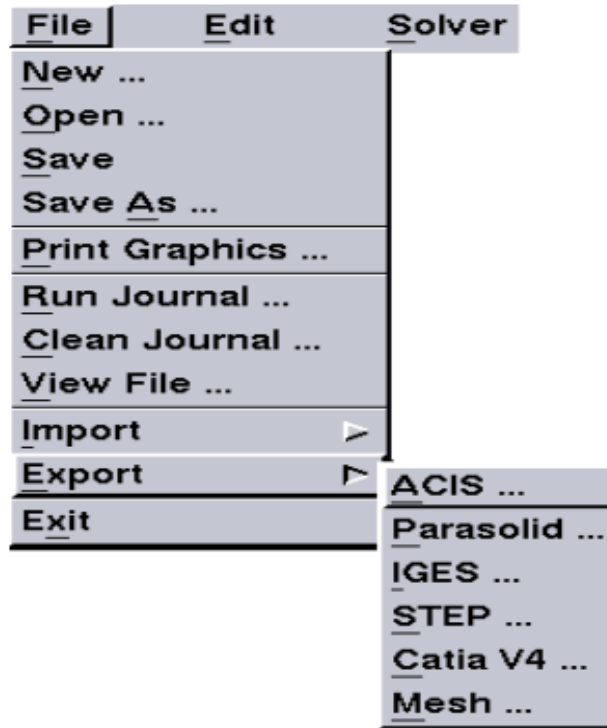 File Edit Solver
New ...
Open ...
Save
Save As ...
Print Graphics ...
Run Journal ...
Clean Journal ...
View File ...
Import
Export
Exit
ACIS ...
Parasolid ...
IGES ...
STEP ...
Catia V4 ...
Mesh ...